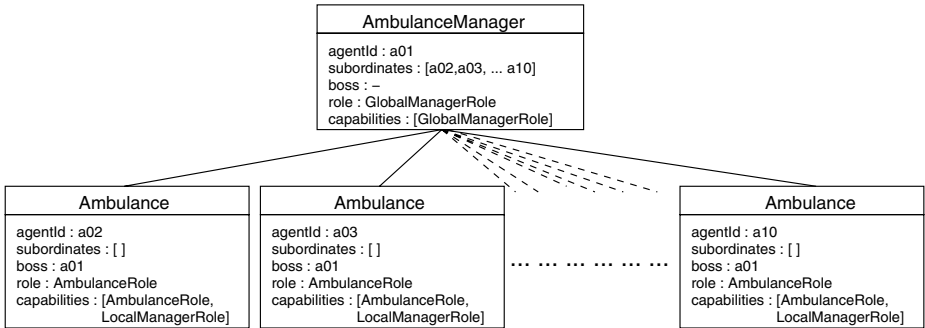 AmbulanceManager
agentId : a01
subordinates : [a02,a03, ... a10]
boss : –
role : GlobalManagerRole
capabilities : [GlobalManagerRole]
Ambulance
agentId : a02
subordinates : [ ]
boss : a01
role : AmbulanceRole
capabilities : [AmbulanceRole,
LocalManagerRole]
Ambulance
agentId : a03
subordinates : [ ]
boss : a01
role : AmbulanceRole
capabilities : [AmbulanceRole,
LocalManagerRole]
... ... ... ... ... ...
Ambulance
agentId : a10
subordinates : [ ]
boss : a01
role : AmbulanceRole
capabilities : [AmbulanceRole,
LocalManagerRole]